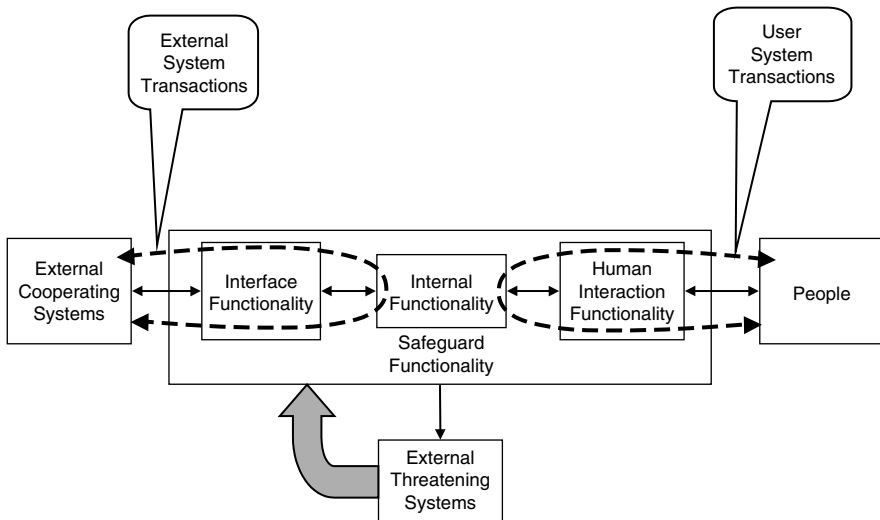 External
System
Transactions
User
System
Transactions
External
Cooperating
Systems
Interface
Functionality
Internal
Functionality
Human
Interaction
Functionality
People
Safeguard
Functionality
External
Threatening
Systems